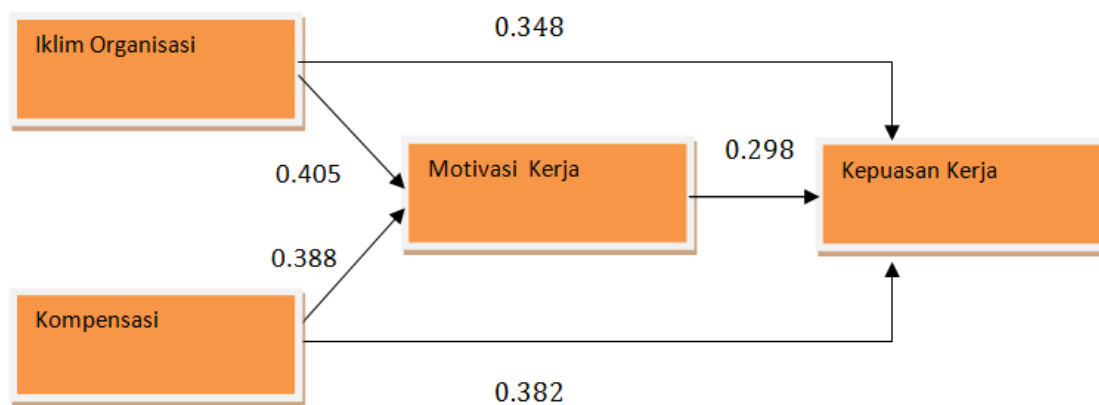 0.348
Iklim Organisasi
0.298
Motivasi Kerja
Kepuasan Kerja
0.405
0.388
Kompensasi
0.382